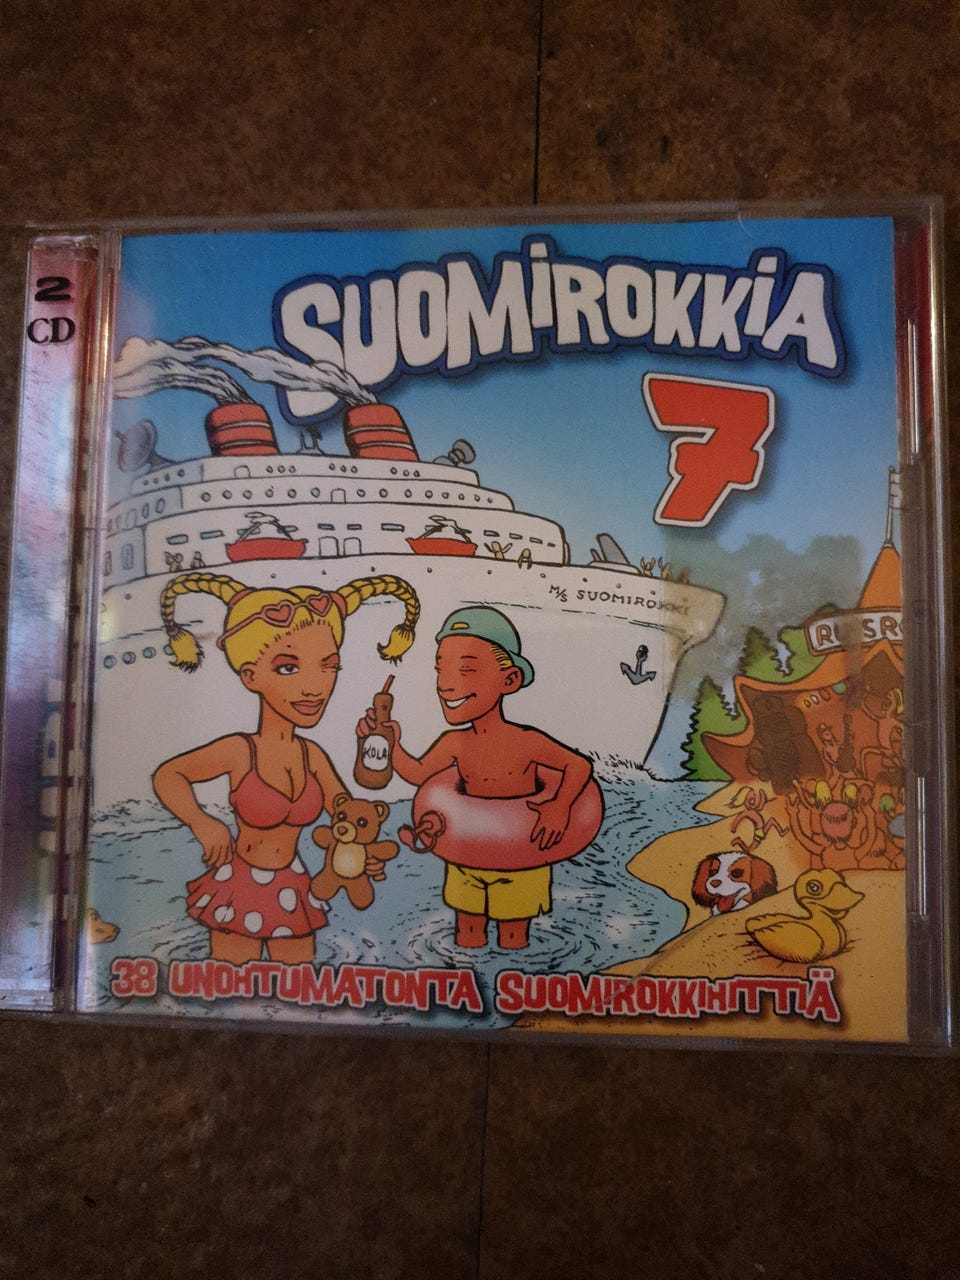 2
CD
SUOMIROKKIA
7
M/S SUOMIROKKI
KOLA
38 UNOHTUMATONTA SUOMIROKKIHITTIÄ